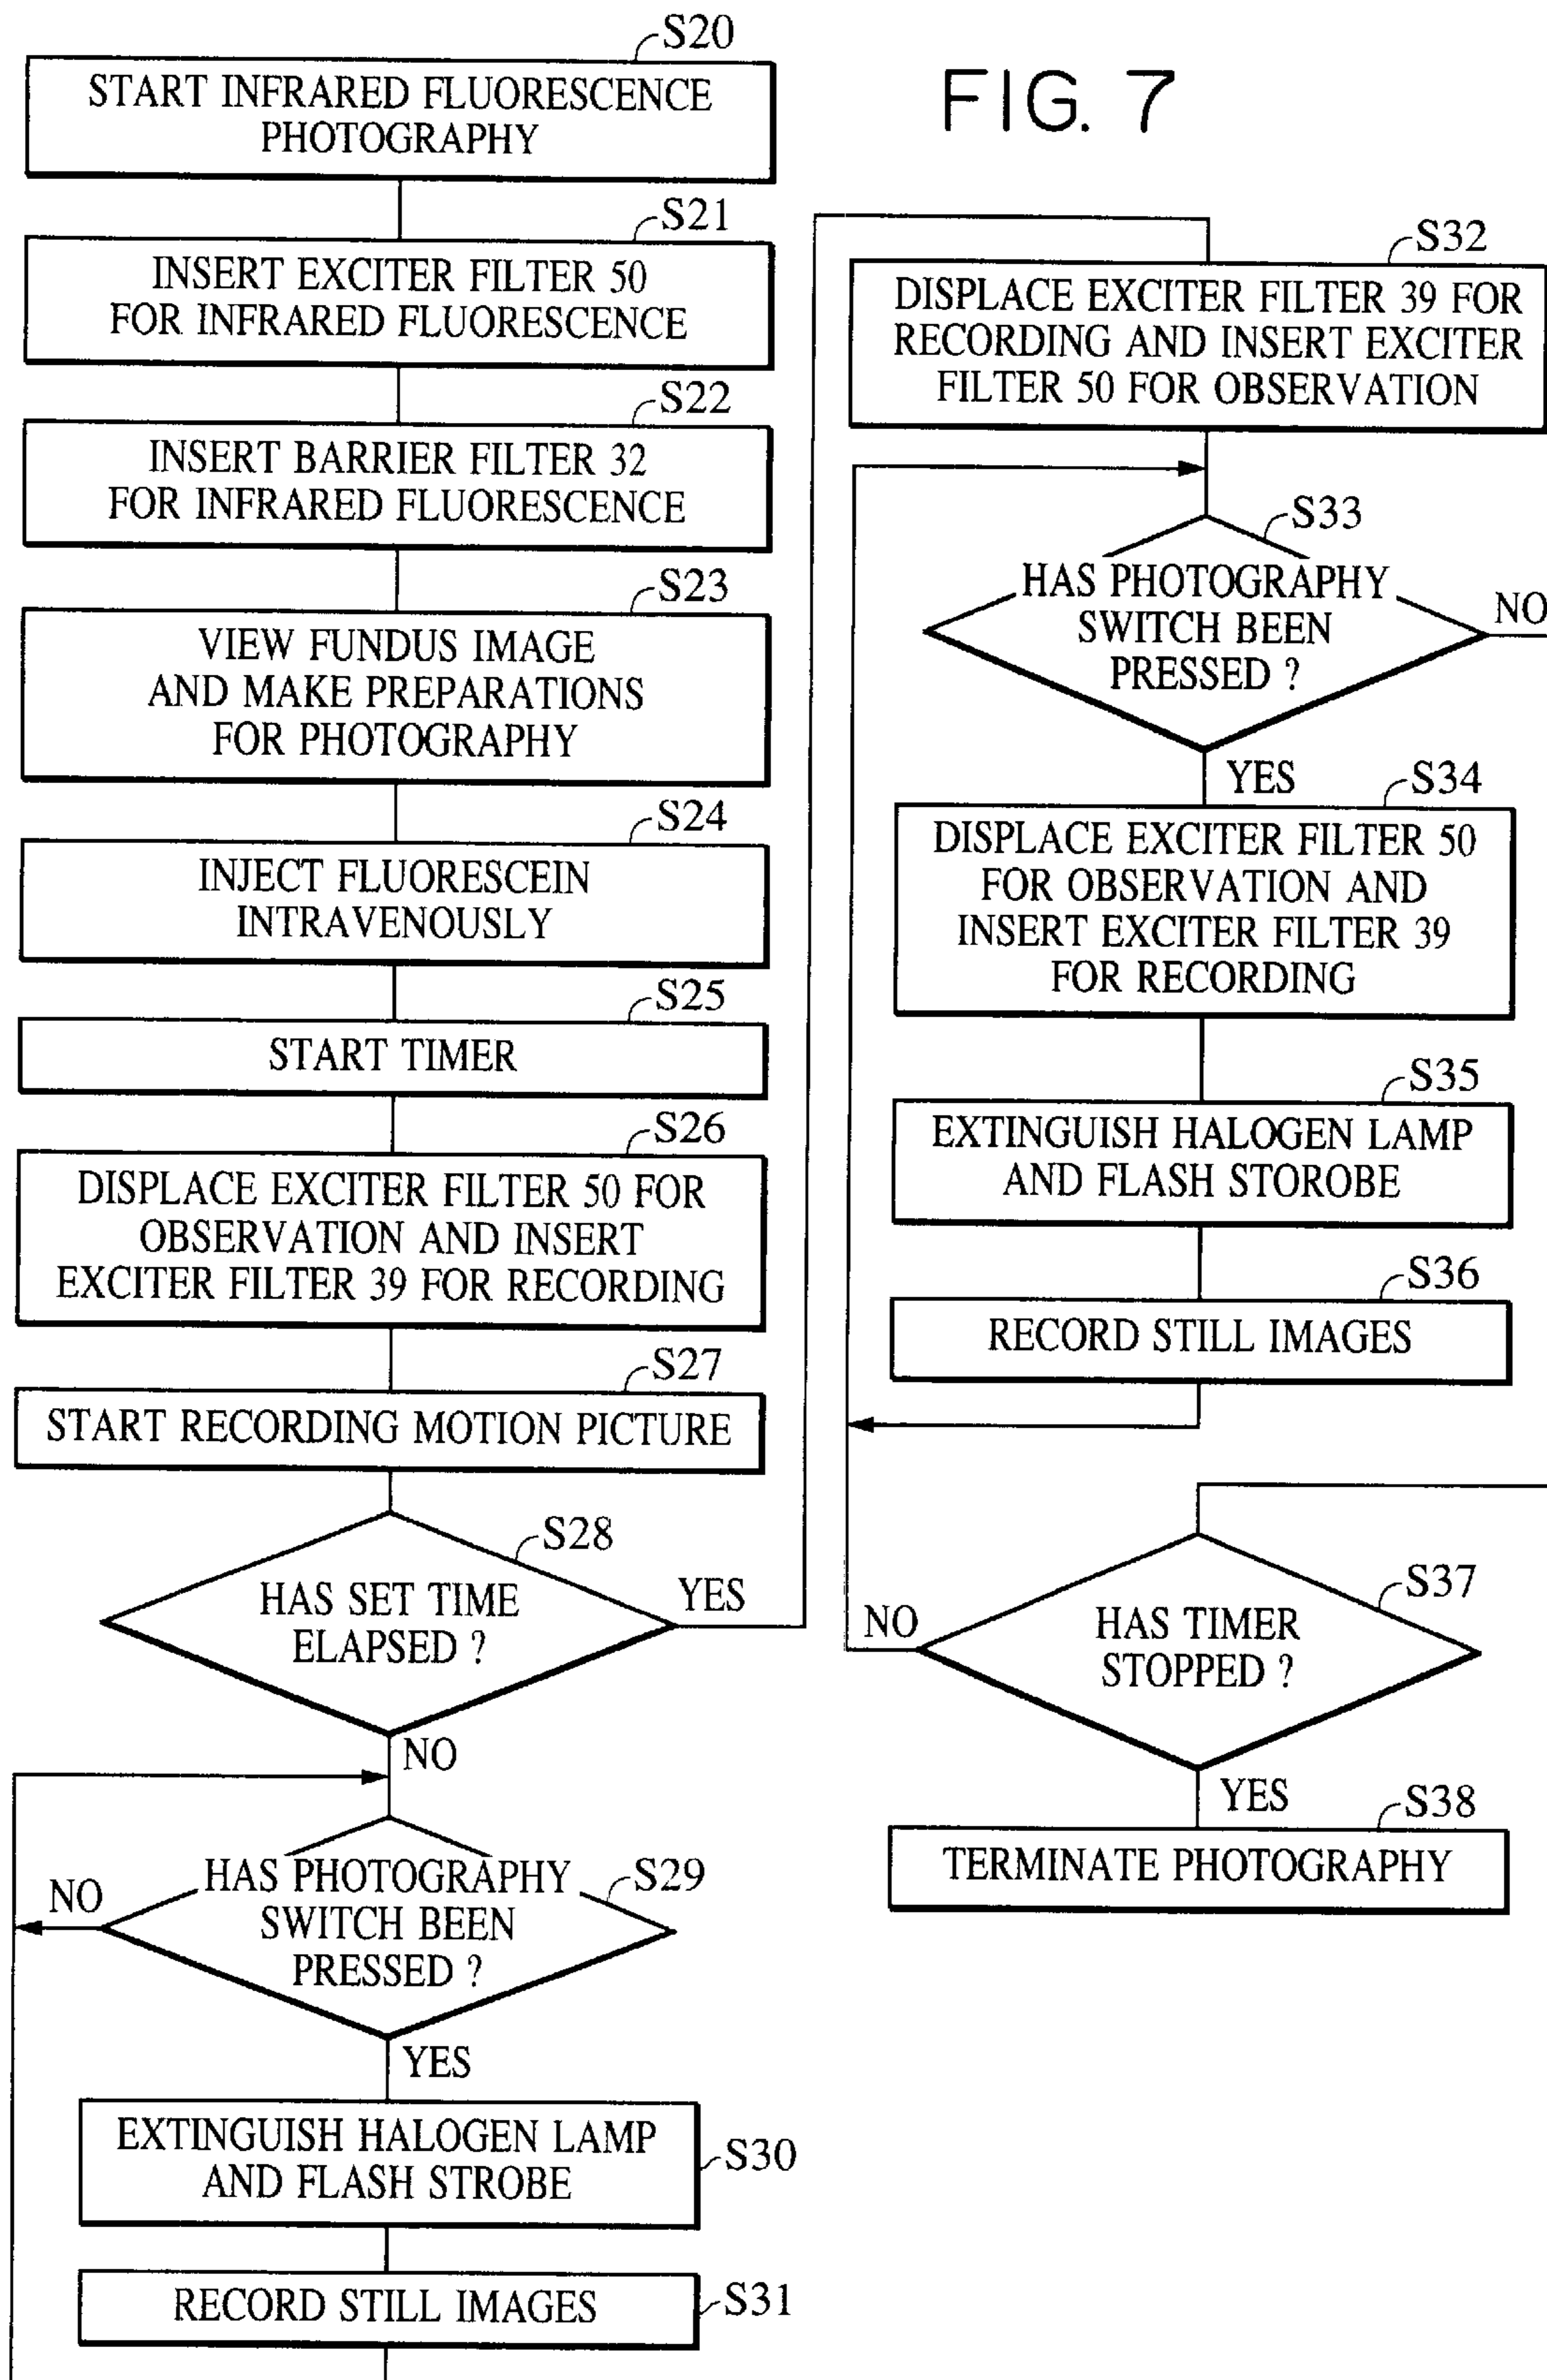 FIG. 7
S20
START INFRARED FLUORESCENCE
PHOTOGRAPHY
S21
INSERT EXCITER FILTER 50
FOR INFRARED FLUORESCENCE
S22
INSERT BARRIER FILTER 32
FOR INFRARED FLUORESCENCE
S23
VIEW FUNDUS IMAGE
AND MAKE PREPARATIONS
FOR PHOTOGRAPHY
S24
INJECT FLUORESCEIN
INTRAVENOUSLY
S25
START TIMER
S26
DISPLACE EXCITER FILTER 50 FOR
OBSERVATION AND INSERT
EXCITER FILTER 39 FOR RECORDING
S27
START RECORDING MOTION PICTURE
S28
HAS SET TIME
ELAPSED ?
YES
NO
S29
HAS PHOTOGRAPHY
SWITCH BEEN
PRESSED ?
NO
YES
S30
EXTINGUISH HALOGEN LAMP
AND FLASH STROBE
S31
RECORD STILL IMAGES
S32
DISPLACE EXCITER FILTER 39 FOR
RECORDING AND INSERT EXCITER
FILTER 50 FOR OBSERVATION
S33
HAS PHOTOGRAPHY
SWITCH BEEN
PRESSED ?
NO
YES
S34
DISPLACE EXCITER FILTER 50
FOR OBSERVATION AND
INSERT EXCITER FILTER 39
FOR RECORDING
S35
EXTINGUISH HALOGEN LAMP
AND FLASH STOROBE
S36
RECORD STILL IMAGES
S37
HAS TIMER
STOPPED ?
NO
YES
S38
TERMINATE PHOTOGRAPHY